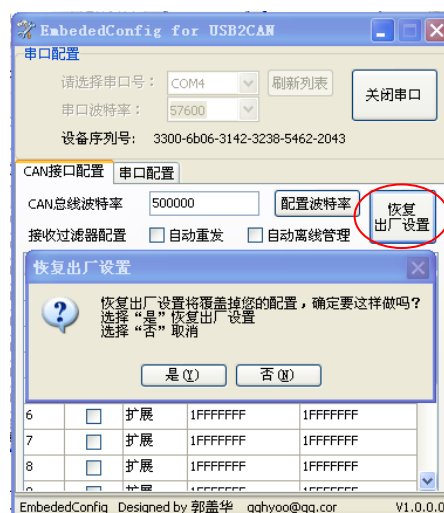 EmbededConfig for USB2CAN
串口配置
请选择串口号： COM4 刷新列表
关闭串口
串口波特率： 57600
设备序列号: 3300-6b06-3142-3238-5462-2043
CAN接口配置 串口配置
CAN总线波特率 500000 配置波特率
恢复
出厂设置
接收过滤器配置 自动重发 自动离线管理
恢复出厂设置
恢复出厂设置将覆盖掉您的配置，确定要这样做吗？
选择“是”恢复出厂设置
选择“否”取消
是(Y) 否(N)
6 扩展 1FFFFFFF 1FFFFFFF
7 扩展 1FFFFFFF 1FFFFFFF
8 扩展 1FFFFFFF 1FFFFFFF
EmbededConfig Designed by 郭盖华 qqhyoo@qq.cor V1.0.0.0